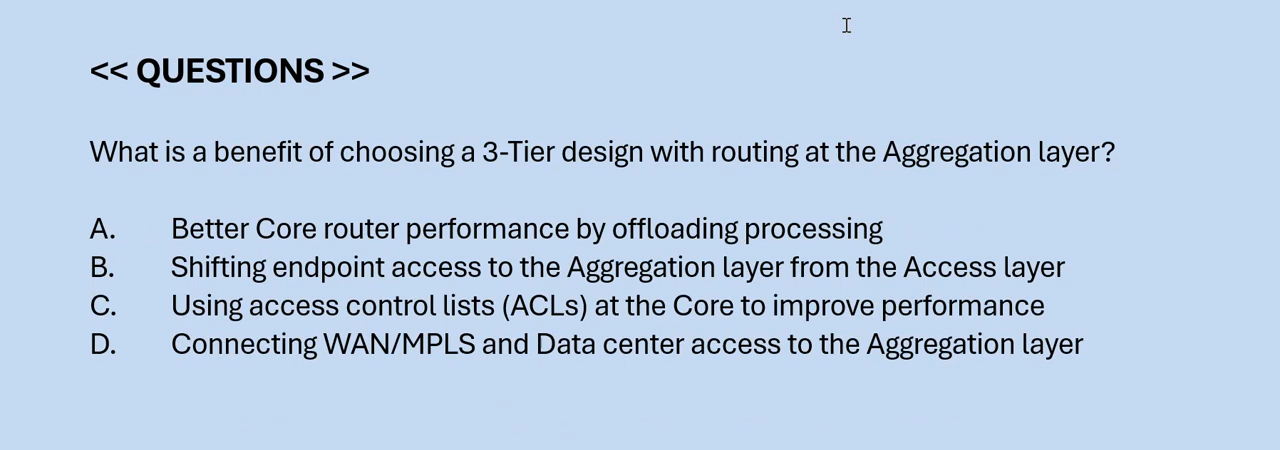 << QUESTIONS >>
What is a benefit of choosing a 3-Tier design with routing at the Aggregation layer?
A. Better Core router performance by offloading processing
B. Shifting endpoint access to the Aggregation layer from the Access layer
C. Using access control lists (ACLs) at the Core to improve performance
D. Connecting WAN/MPLS and Data center access to the Aggregation layer